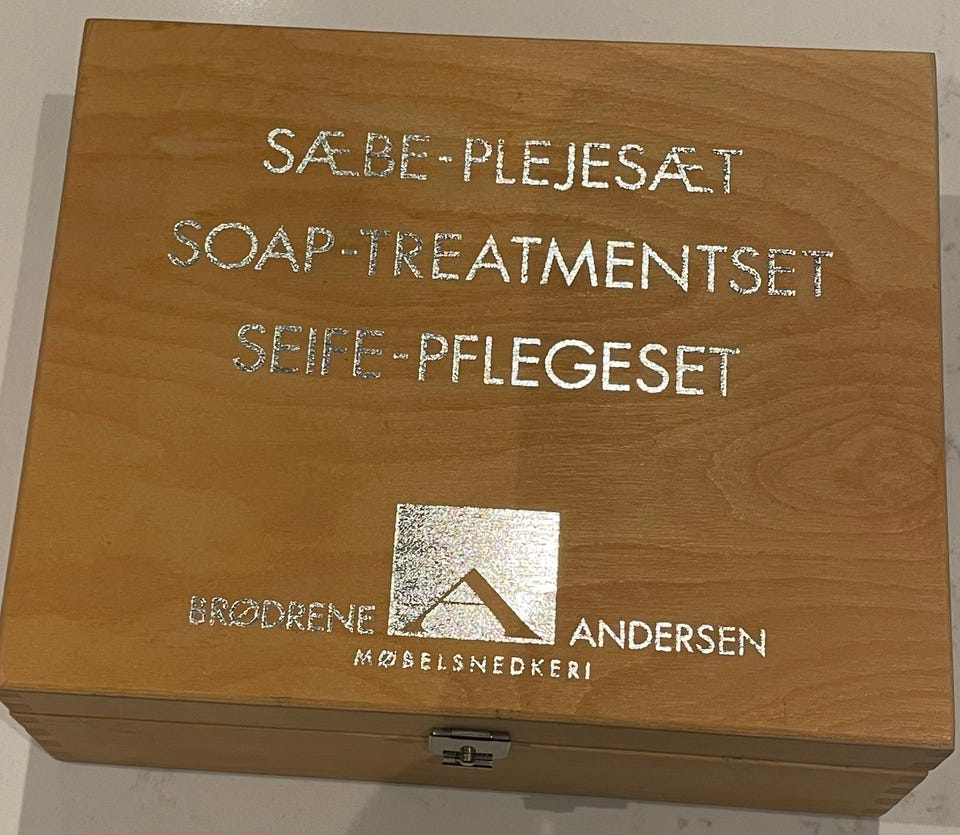 SÆBE-PLEJESÆT
SOAP-TREATMENTSET
SEIFE-PFLEGESET
BRØDRENE ANDERSEN
MØBELSNEDKERI